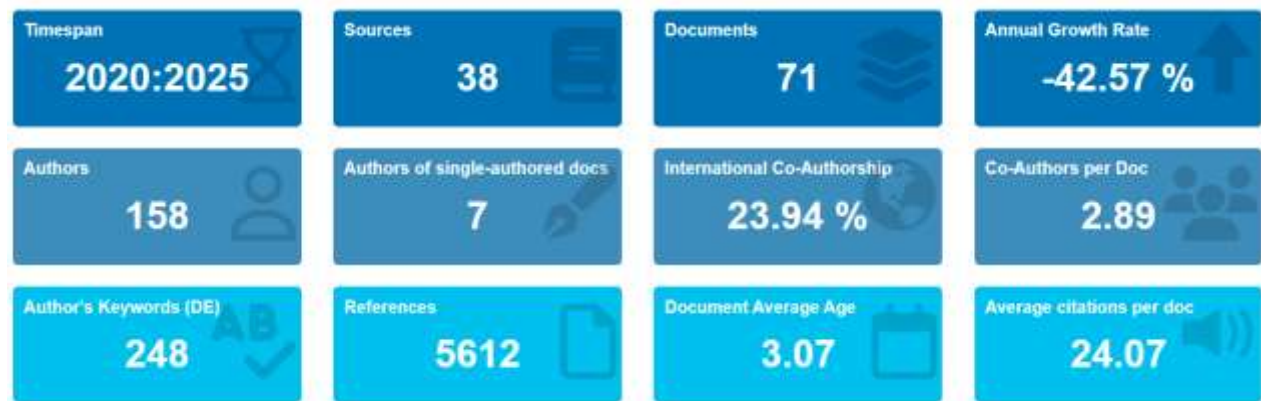 Timespan
2020:2025
Sources
38
Documents
71
Annual Growth Rate
-42.57 %
Authors
158
Authors of single-authored docs
7
International Co-Authorship
23.94 %
Co-Authors per Doc
2.89
Author's Keywords (DE)
AB
248
References
5612
Document Average Age
3.07
Average citations per doc
24.07